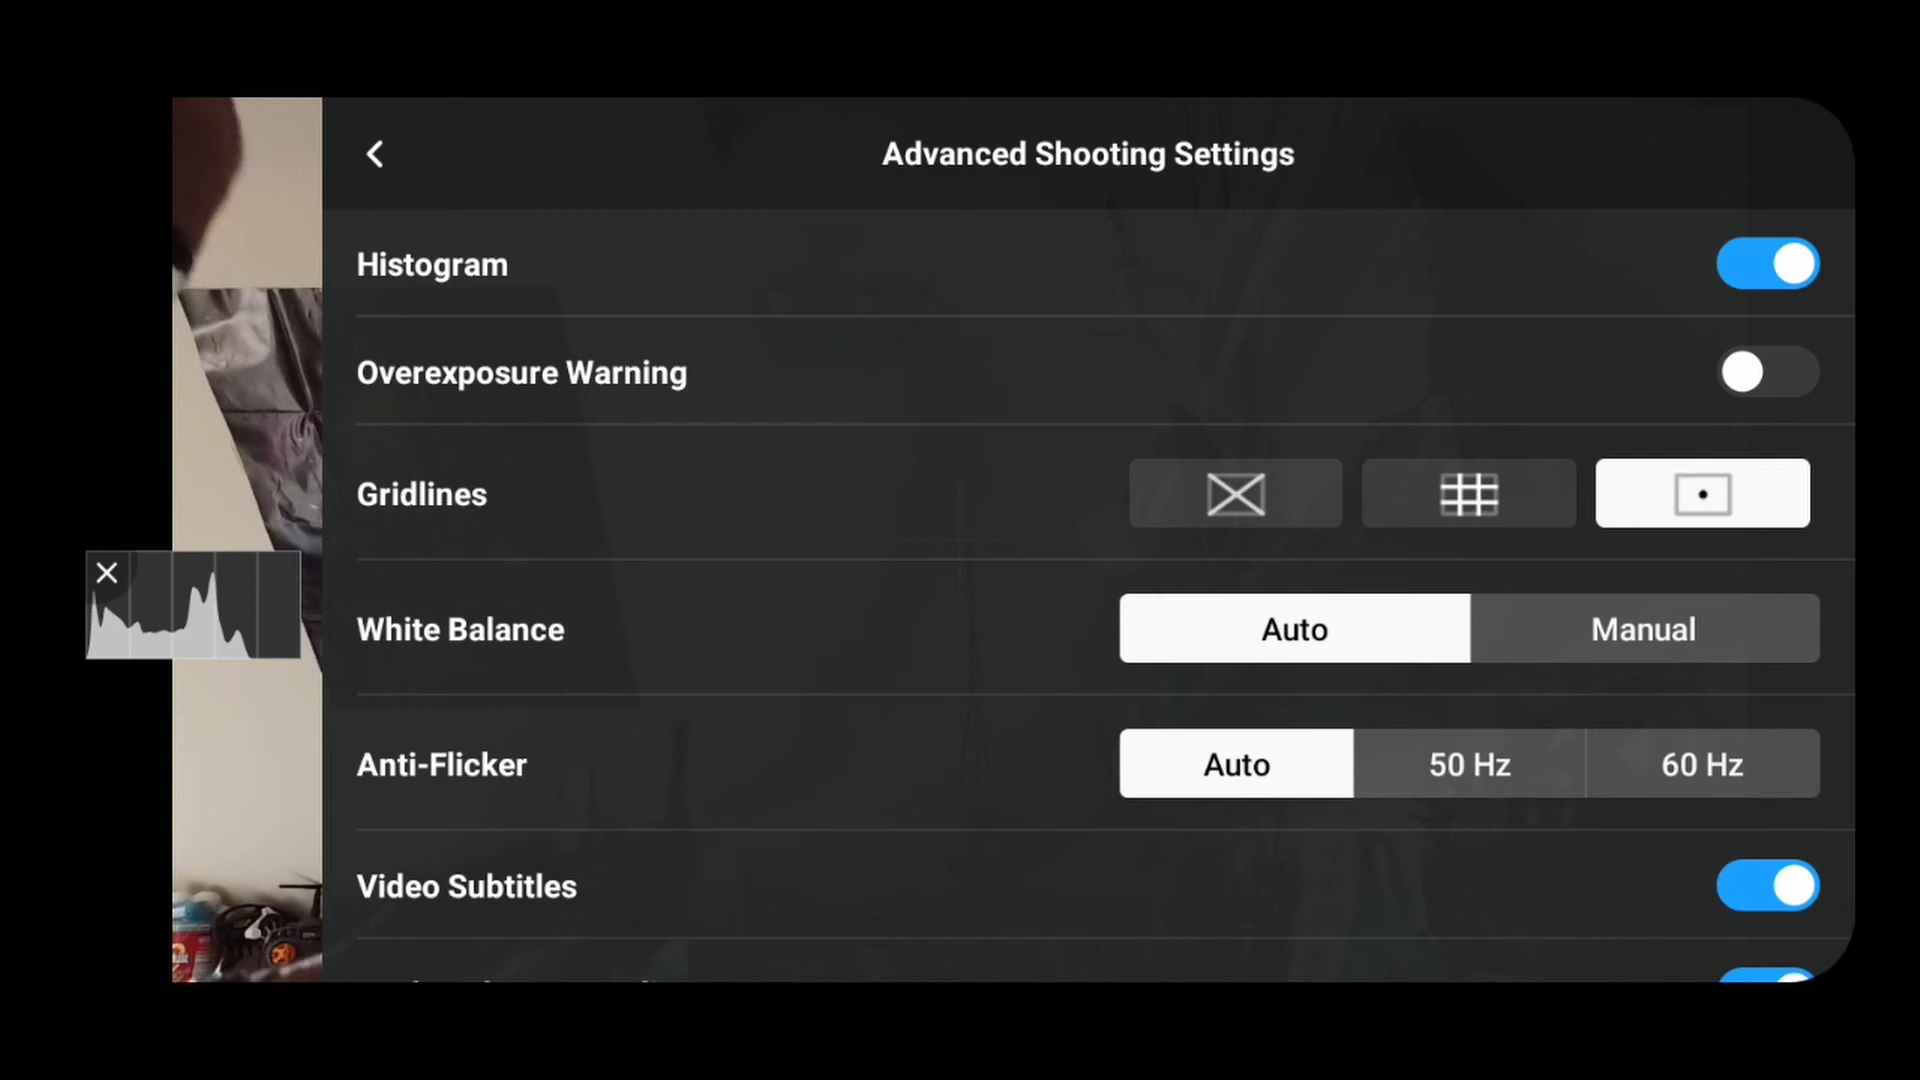 Advanced Shooting Settings
Histogram
Overexposure Warning
Gridlines
White Balance
Auto
Manual
Anti-Flicker
Auto
50 Hz
60 Hz
Video Subtitles